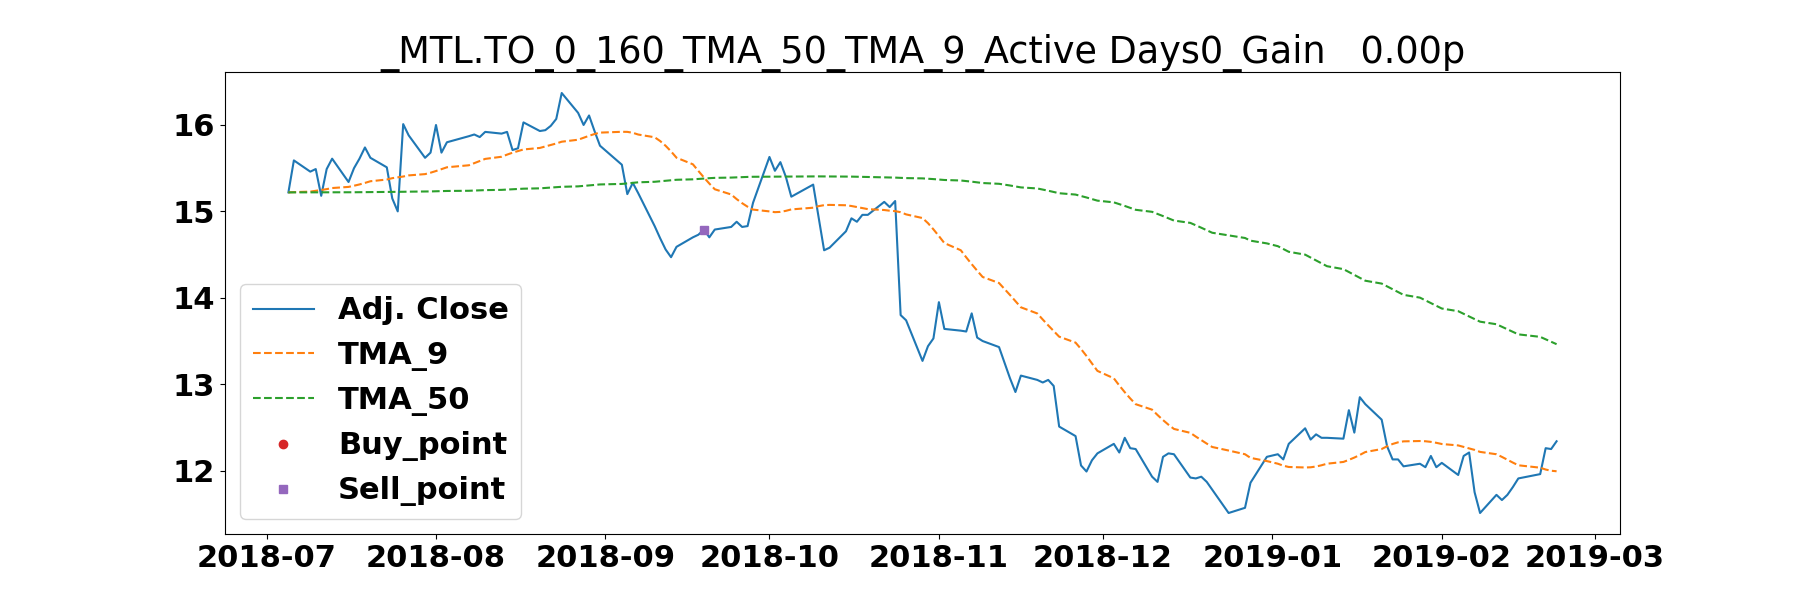 _MTL.TO_0_160_TMA_50_TMA_9_Active Days0_Gain   0.00p
16
15
14
13
12
Adj. Close
TMA_9
TMA_50
Buy_point
Sell_point
2018-07 2018-08 2018-09 2018-10 2018-11 2018-12 2019-01 2019-02 2019-03